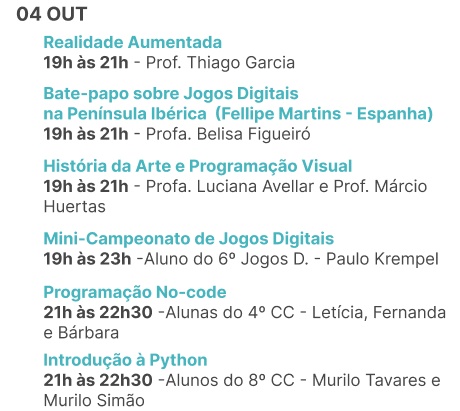 04 OUT
Realidade Aumentada
19h às 21h - Prof. Thiago Garcia
Bate-papo sobre Jogos Digitais
na Península Ibérica (Fellipe Martins - Espanha)
19h às 21h - Profa. Belisa Figueiró
História da Arte e Programação Visual
19h às 21h - Profa. Luciana Avellar e Prof. Márcio
Huertas
Mini-Campeonato de Jogos Digitais
19h às 23h -Aluno do 6º Jogos D. - Paulo Krempel
Programação No-code
21h às 22h30 -Alunas do 4º CC - Letícia, Fernanda
e Bárbara
Introdução à Python
21h às 22h30 -Alunos do 8º CC - Murilo Tavares e
Murilo Simão